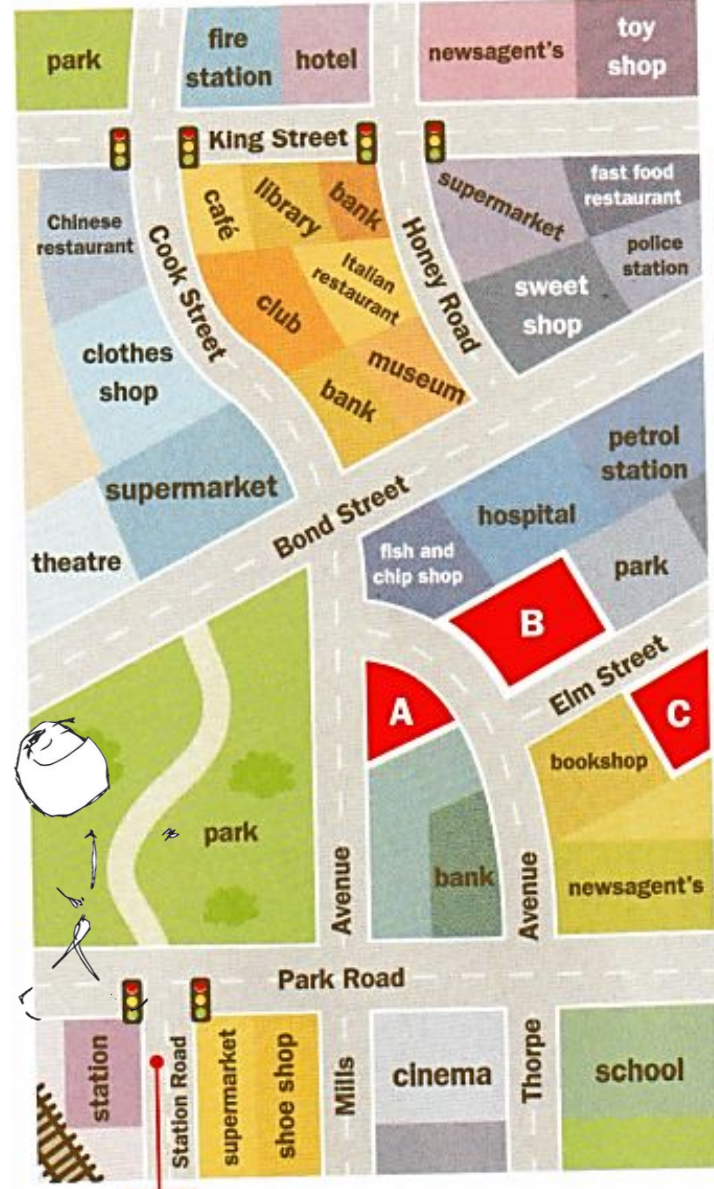 park
fire
station
hotel
newsagent's
toy
shop
King Street
Chinese
restaurant
café
library
bank
supermarket
fast food
restaurant
police
station
Cook Street
Honey Road
Italian
restaurant
club
sweet
shop
clothes
shop
museum
bank
supermarket
theatre
Bond Street
petrol
station
hospital
fish and
chip shop
park
B
Elm Street
A
C
bookshop
park
bank
newsagent's
Avenue
Avenue
Park Road
station
Station Road
supermarket
shoe shop
Mills
cinema
Thorpe
school